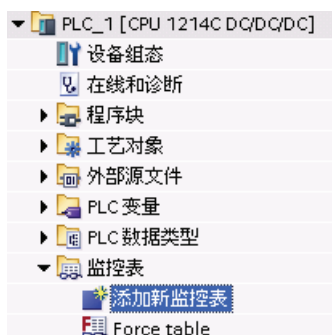 PLC_1 [CPU 1214C DC/DC/DC]
设备组态
在线和诊断
程序块
工艺对象
外部源文件
PLC 变量
PLC 数据类型
监控表
添加新监控表
Force table